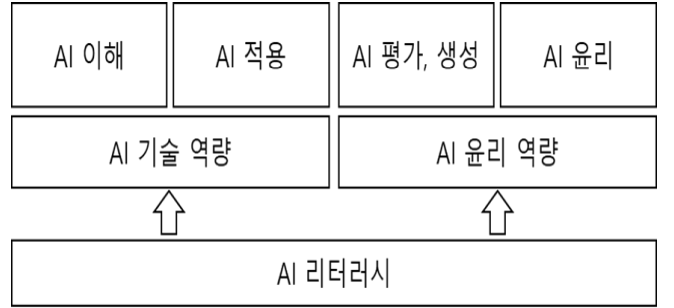 AI 이해
AI 적용
AI 평가, 생성
AI 윤리
AI 기술 역량
AI 윤리 역량
AI 리터러시